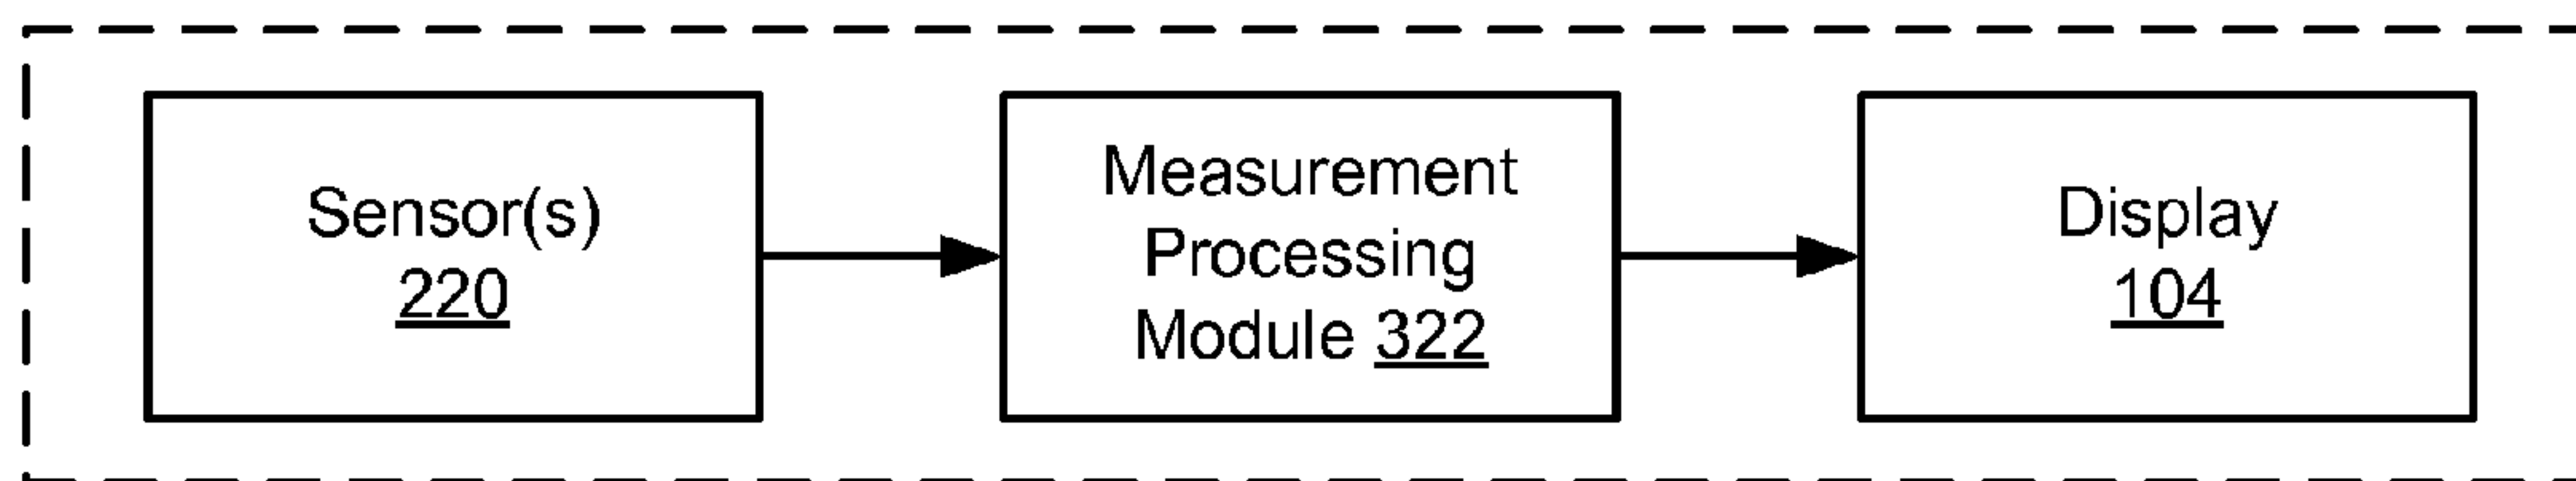 Sensor(s)
220
Measurement
Processing
Module 322
Display
104